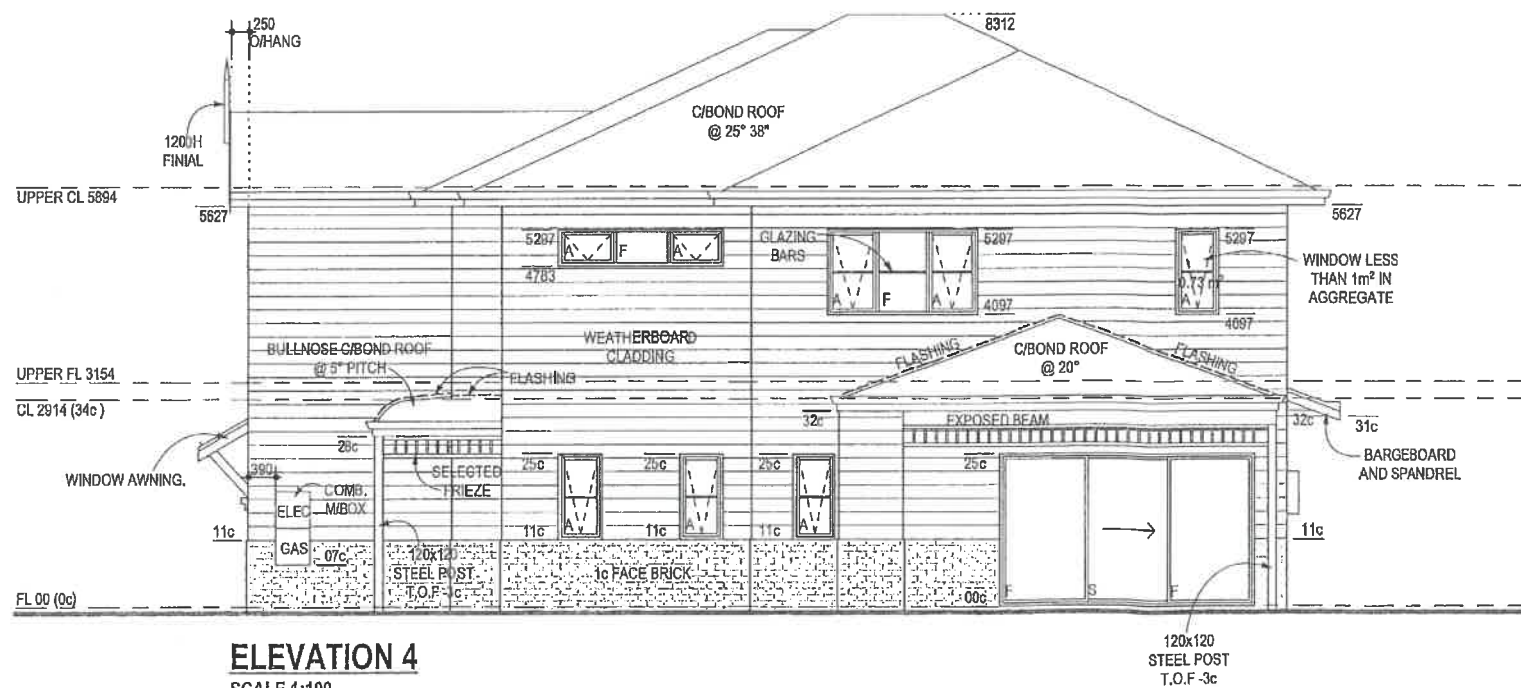 250
O/HANG
8312
C/BOND ROOF
@ 25° 38"
1200H
FINIAL
UPPER CL 5894
5627
5627
5297
4783
A F A
GLAZING
BARS
A F A
5297
4097
A
0.73 m²
5297
4097
WINDOW LESS
THAN 1m² IN
AGGREGATE
WEATHERBOARD
CLADDING
BULLNOSE C/BOND ROOF
@ 5° PITCH
FLASHING
FLASHING
C/BOND ROOF
@ 20°
FLASHING
UPPER FL 3154
CL 2914 (34c )
32c
EXPOSED BEAM
32c
31c
BARGEBOARD
AND SPANDREL
WINDOW AWNING.
390
28c
SELECTED
FRIEZE
25c
25c
25c
25c
COMB.
M/BOX
ELEC
GAS
11c
07c
11c
A
11c
A
11c
A
11c
120x120
STEEL POST
T.O.F -3c
1c FACE BRICK
00c
F S F
FL 00 (0c)
120x120
STEEL POST
T.O.F -3c
ELEVATION 4
SCALE 1:100